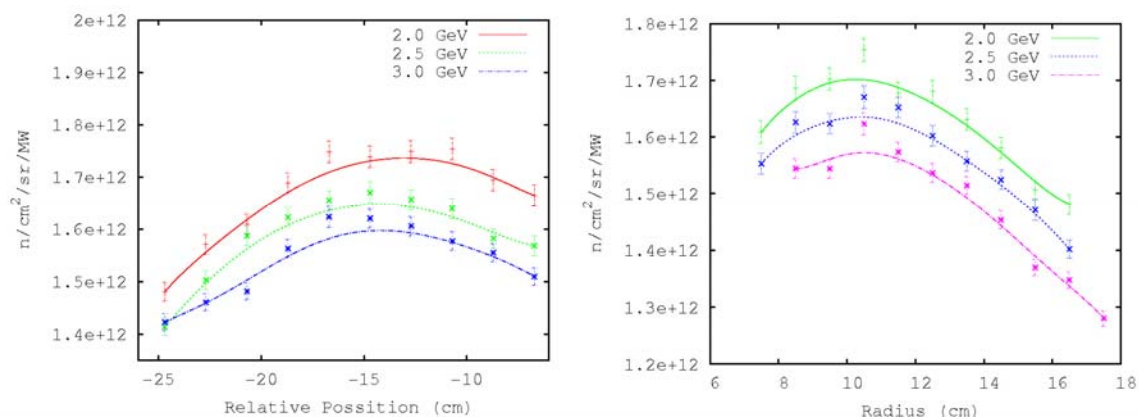 2e+12
1.9e+12
1.8e+12
1.7e+12
1.6e+12
1.5e+12
1.4e+12
n/cm²/sr/MW
2.0 GeV
2.5 GeV
3.0 GeV
−25
−20
−15
−10
Relative Possition (cm)
1.8e+12
1.7e+12
1.6e+12
1.5e+12
1.4e+12
1.3e+12
1.2e+12
n/cm²/sr/MW
2.0 GeV
2.5 GeV
3.0 GeV
6
8
10
12
14
16
18
Radius (cm)